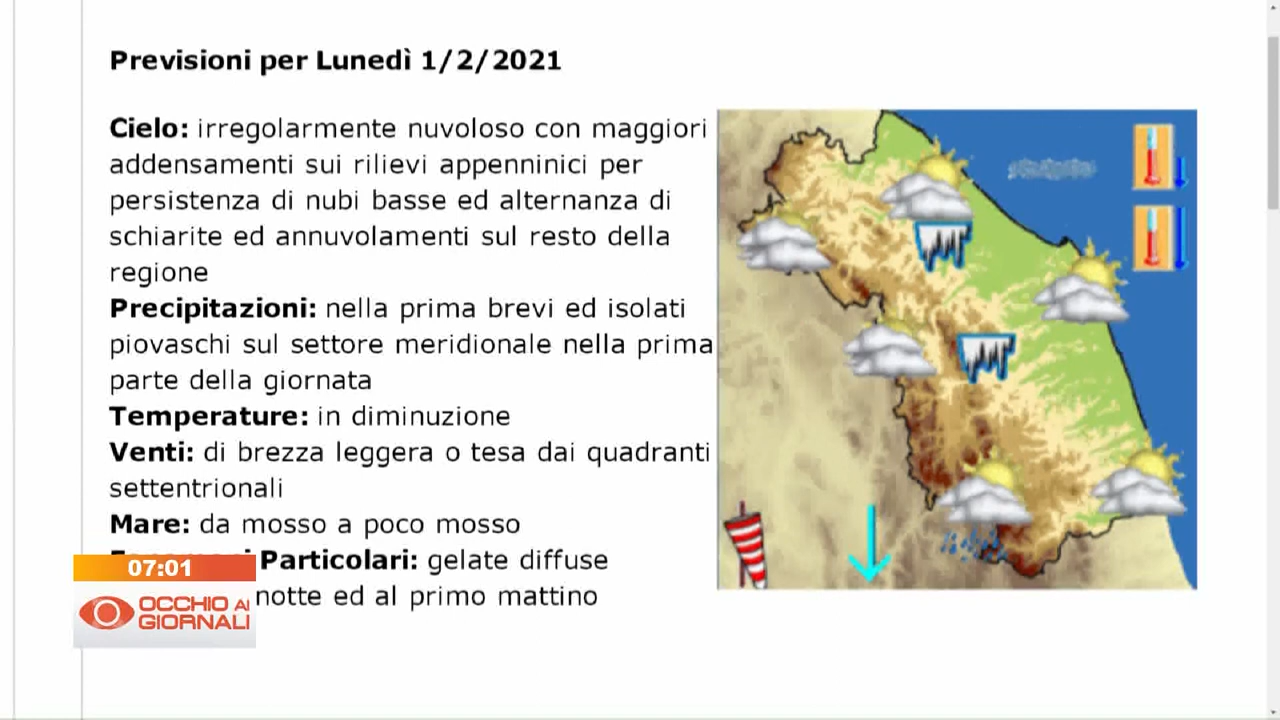 Previsioni per Lunedì 1/2/2021
Cielo: irregolarmente nuvoloso con maggiori
addensamenti sui rilievi appenninici per
persistenza di nubi basse ed alternanza di
schiarite ed annuvolamenti sul resto della
regione
Precipitazioni: nella prima brevi ed isolati
piovaschi sul settore meridionale nella prima
parte della giornata
Temperature: in diminuzione
Venti: di brezza leggera o tesa dai quadranti
settentrionali
Mare: da mosso a poco mosso
Particolari: gelate diffuse
notte ed al primo mattino
07:01
OCCHIO AI
GIORNALI